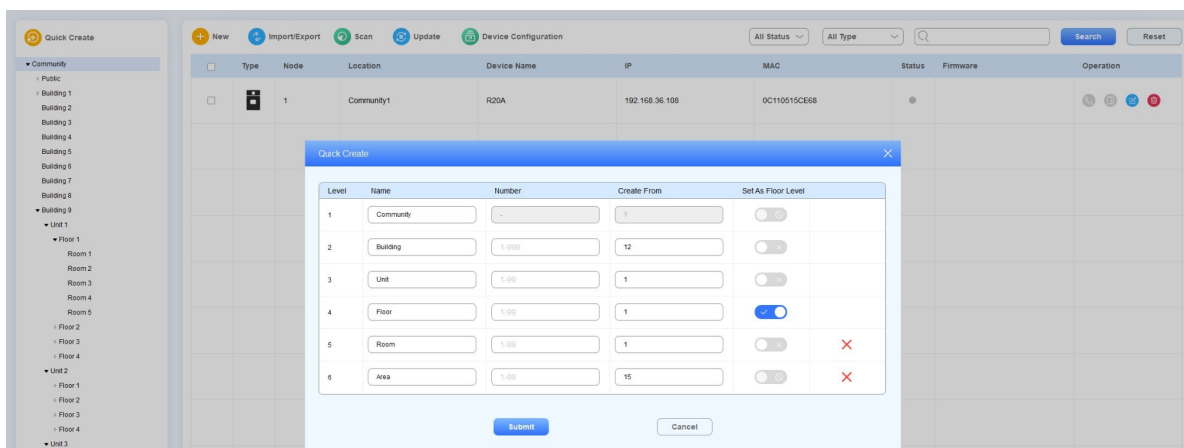 Quick Create
New Import/Export Scan Update Device Configuration All Status All Type Search Reset
Community
Public
Building 1
Building 2
Building 3
Building 4
Building 5
Building 6
Building 7
Building 8
Building 9
Unit 1
Floor 1
Room 1
Room 2
Room 3
Room 4
Room 5
Floor 2
Floor 3
Floor 4
Unit 2
Floor 1
Floor 2
Floor 3
Floor 4
Unit 3
Type Node Location Device Name IP MAC Status Firmware Operation
1 Community1 R20A 192.168.36.108 0C110515CE68
Quick Create
Level Name Number Create From Set As Floor Level
1 Community - 1
2 Building 1-999 12
3 Unit 1-99 1
4 Floor 1-99 1
5 Room 1-99 1
6 Area 1-99 15
Submit Cancel